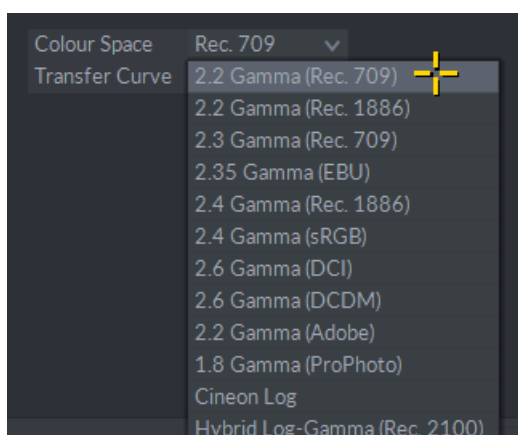 Colour Space Rec. 709
Transfer Curve 2.2 Gamma (Rec. 709)
2.2 Gamma (Rec. 1886)
2.3 Gamma (Rec. 709)
2.35 Gamma (EBU)
2.4 Gamma (Rec. 1886)
2.4 Gamma (sRGB)
2.6 Gamma (DCI)
2.6 Gamma (DCDM)
2.2 Gamma (Adobe)
1.8 Gamma (ProPhoto)
Cineon Log
Hybrid Log-Gamma (Rec. 2100)